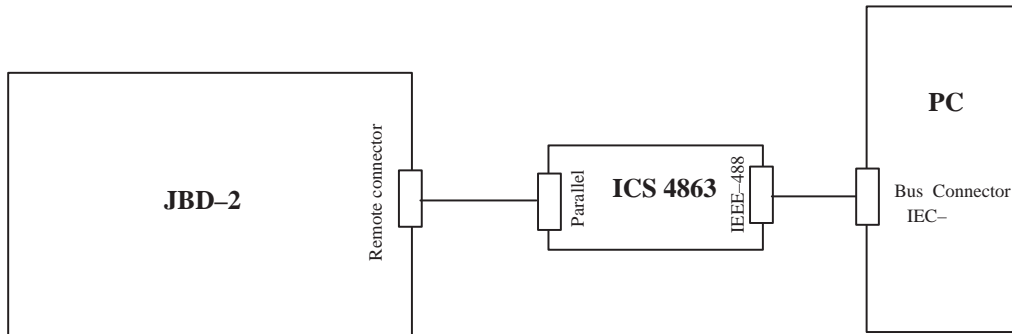 JBD–2
Remote connector
Parallel
ICS 4863
IEEE–488
PC
Bus Connector
IEC–